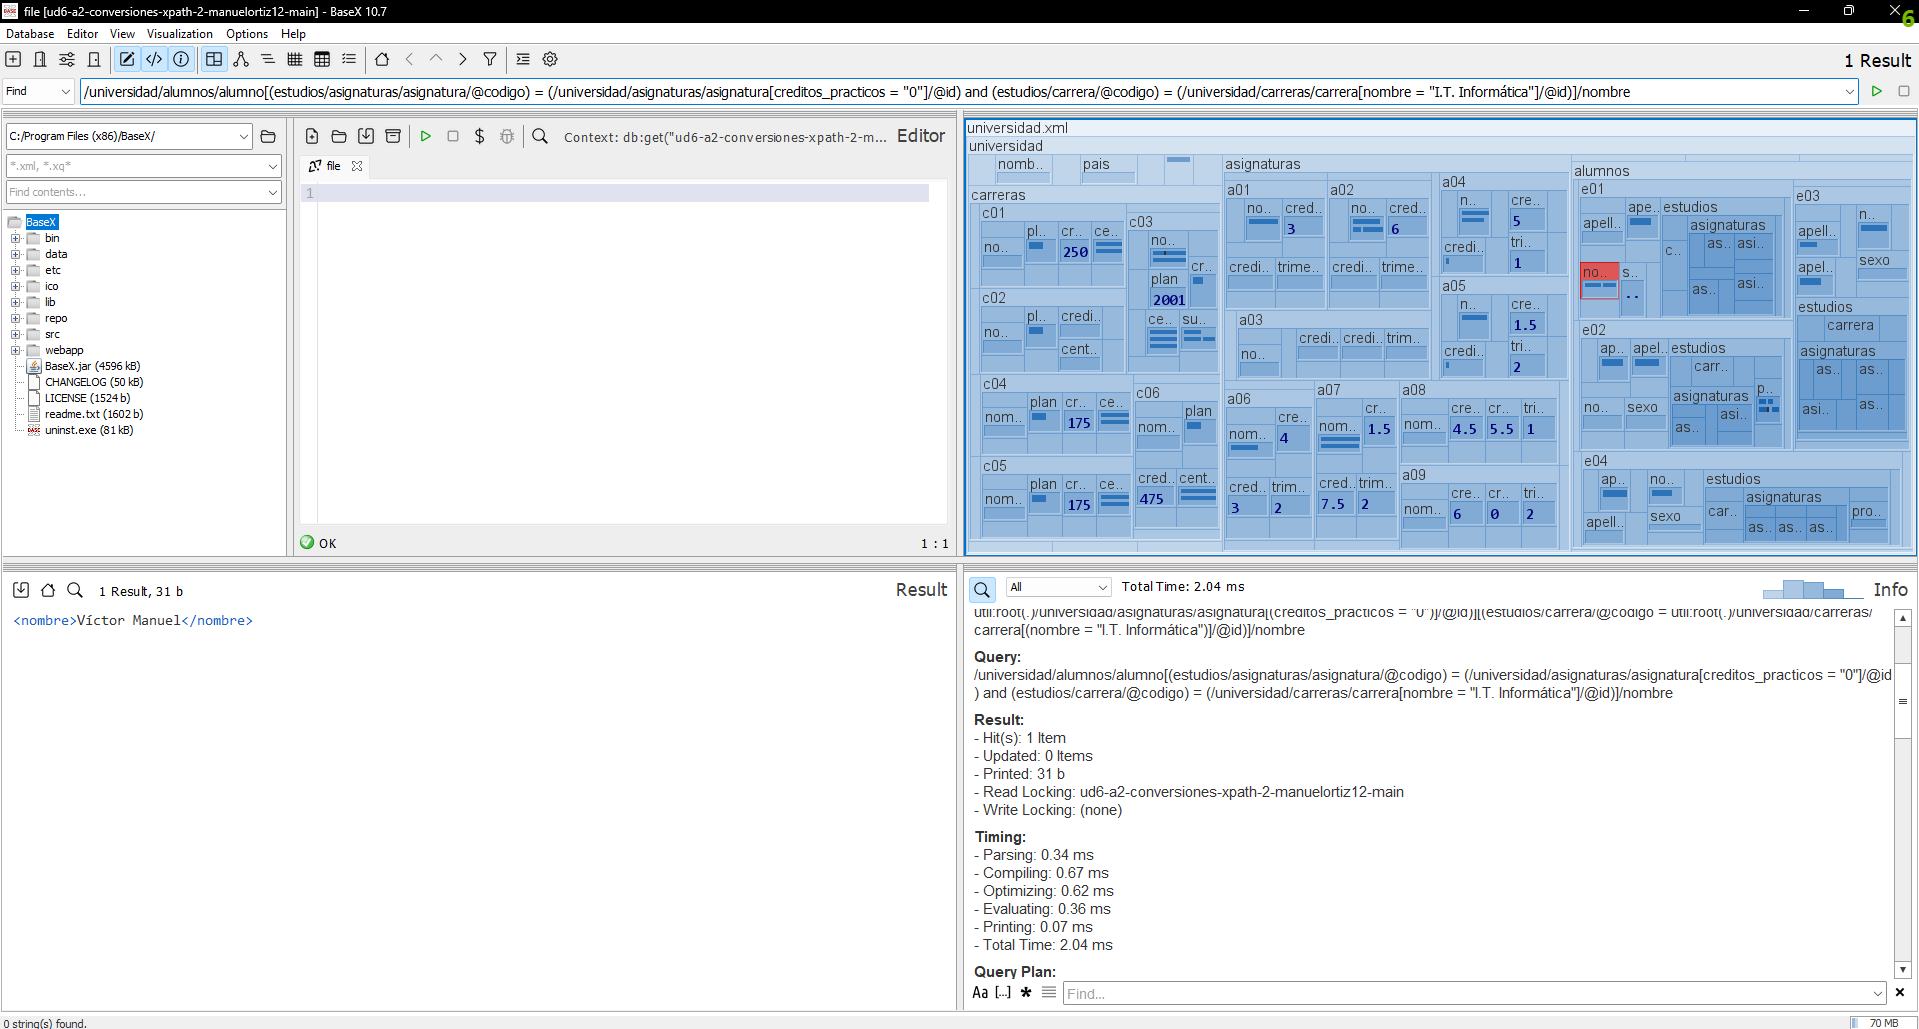 file [ud6-a2-conversiones-xpath-2-manuelortiz12-main] - BaseX 10.7
6
Database Editor View Visualization Options Help
1 Result
Find
/universidad/alumnos/alumno[(estudios/asignaturas/asignatura/@codigo) = (/universidad/asignaturas/asignatura[creditos_practicos = "0"]/@id) and (estudios/carrera/@codigo) = (/universidad/carreras/carrera[nombre = "I.T. Informática"]/@id)]/nombre
C:/Program Files (x86)/BaseX/
*.xml, *.xq*
Find contents...
BaseX
bin
data
etc
ico
lib
repo
src
webapp
BaseX.jar (4596 kB)
CHANGELOG (50 kB)
LICENSE (1524 b)
readme.txt (1602 b)
uninst.exe (81 kB)
Context: db:get("ud6-a2-conversiones-xpath-2-m...
Editor
file
1
OK
1 : 1
universidad.xml
universidad
nomb.. pais
carreras
c01
no.. pl.. cr.. ce..
250
c02
no.. pl.. credi..
cent..
c03
no..
plan cr..
2001
ce.. su..
c04
nom.. plan cr.. ce..
175
c05
nom.. plan cr.. ce..
175
c06
nom.. plan
cred.. cent..
475
asignaturas
a01
no.. cred..
3
credi.. trime..
a02
no.. cred..
6
credi.. trime..
a03
no.. credi.. credi.. trim..
a04
n.. cre..
5
credi.. tri..
1
a05
n.. cre..
1.5
credi.. tri..
2
a06
nom.. cre..
4
cred.. trim..
3 2
a07
nom.. cr..
1.5
cred.. trim..
7.5 2
a08
nom.. cre.. cr.. tri..
4.5 5.5 1
a09
nom.. cre.. cr.. tri..
6 0 2
alumnos
e01
apell.. ape.. estudios
asignaturas
c.. as.. asi..
no.. s..
..
as.. asi..
e02
ap.. apel.. estudios
carr..
asignaturas p..
no.. sexo as.. asi..
e03
apell.. n..
apel.. sexo
estudios
carrera
asignaturas
as.. as..
asi.. as..
e04
ap.. no.. estudios
asignaturas
apell.. sexo car.. as.. as.. as.. pro..
1 Result, 31 b
Result
<nombre>Víctor Manuel</nombre>
All
Total Time: 2.04 ms
Info
util:root(.)/universidad/asignaturas/asignatura[(creditos_practicos = "0")]/@id)][(estudios/carrera/@codigo = util:root(.)/universidad/carreras/
carrera[(nombre = "I.T. Informática")]/@id)]/nombre
Query:
/universidad/alumnos/alumno[(estudios/asignaturas/asignatura/@codigo) = (/universidad/asignaturas/asignatura[creditos_practicos = "0"]/@id
) and (estudios/carrera/@codigo) = (/universidad/carreras/carrera[nombre = "I.T. Informática"]/@id)]/nombre
Result:
- Hit(s): 1 Item
- Updated: 0 Items
- Printed: 31 b
- Read Locking: ud6-a2-conversiones-xpath-2-manuelortiz12-main
- Write Locking: (none)
Timing:
- Parsing: 0.34 ms
- Compiling: 0.67 ms
- Optimizing: 0.62 ms
- Evaluating: 0.36 ms
- Printing: 0.07 ms
- Total Time: 2.04 ms
Query Plan:
Aa [...] *
Find...
0 string(s) found.
70 MB